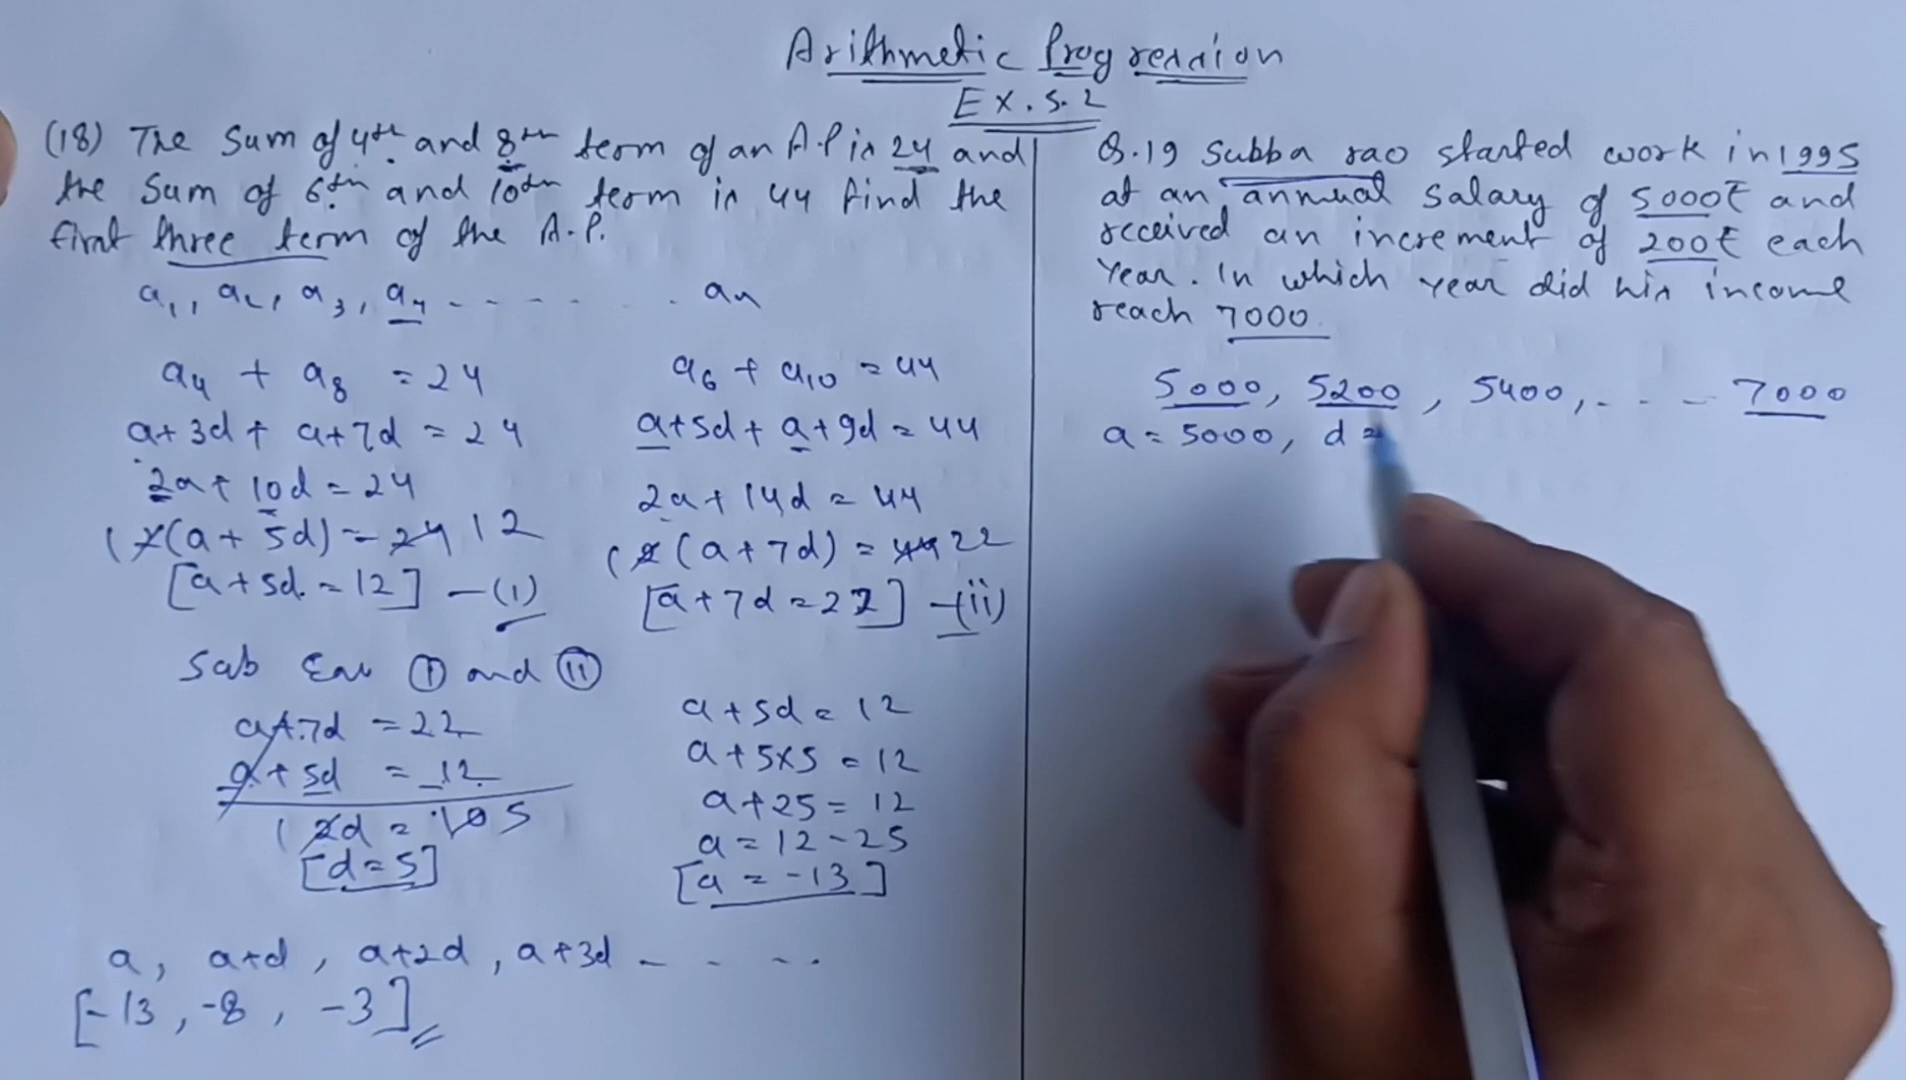 Arithmetic Progression
EX. 5.2
(18) The Sum of 4th and 8th term of an A.P is 24 and
the Sum of 6th and 10th term is 44 find the
first three term of the A.P.
a1, a2, a3, a4 - - - - - - an
a4 + a8 = 24
a+3d + a+7d = 24
2a + 10d = 24
2(a + 5d) = 24 12
[a + 5d = 12] — (1)
a6 + a10 = 44
a+5d + a+9d = 44
2a + 14d = 44
2(a + 7d) = 44 22
[a + 7d = 22] — (ii)
Sub Eqn (I) and (II)
a+7d = 22
a + 5d = 12
2d = 10 5
[d = 5]
a + 5d = 12
a + 5x5 = 12
a + 25 = 12
a = 12 - 25
[a = -13]
a, a+d, a+2d, a+3d - - - -
[-13, -8, -3]
Q.19 Subba rao started work in 1995
at an annual salary of 5000₹ and
received an increment of 200₹ each
Year. In which year did his income
reach 7000.
5000, 5200, 5400, - - - 7000
a = 5000, d =